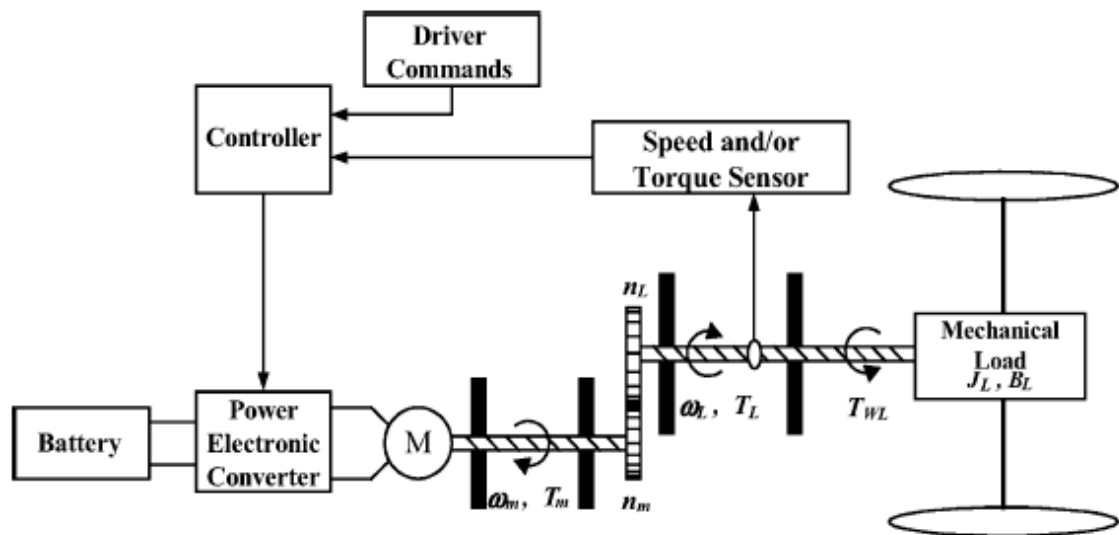 Driver
Commands
Controller
Speed and/or
Torque Sensor
n_L
Mechanical
Load
J_L , B_L
ω_L, T_L
T_WL
Power
Electronic
Converter
Battery
M
ω_m, T_m
n_m